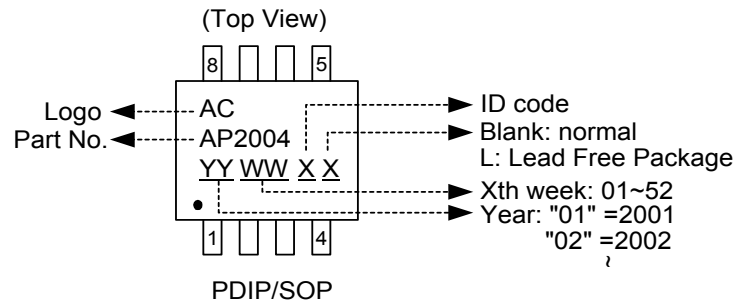 (Top View)
8 5
Logo AC
Part No. AP2004
YY WW X X
1 4
ID code
Blank: normal
L: Lead Free Package
Xth week: 01~52
Year: "01" =2001
"02" =2002
~
PDIP/SOP